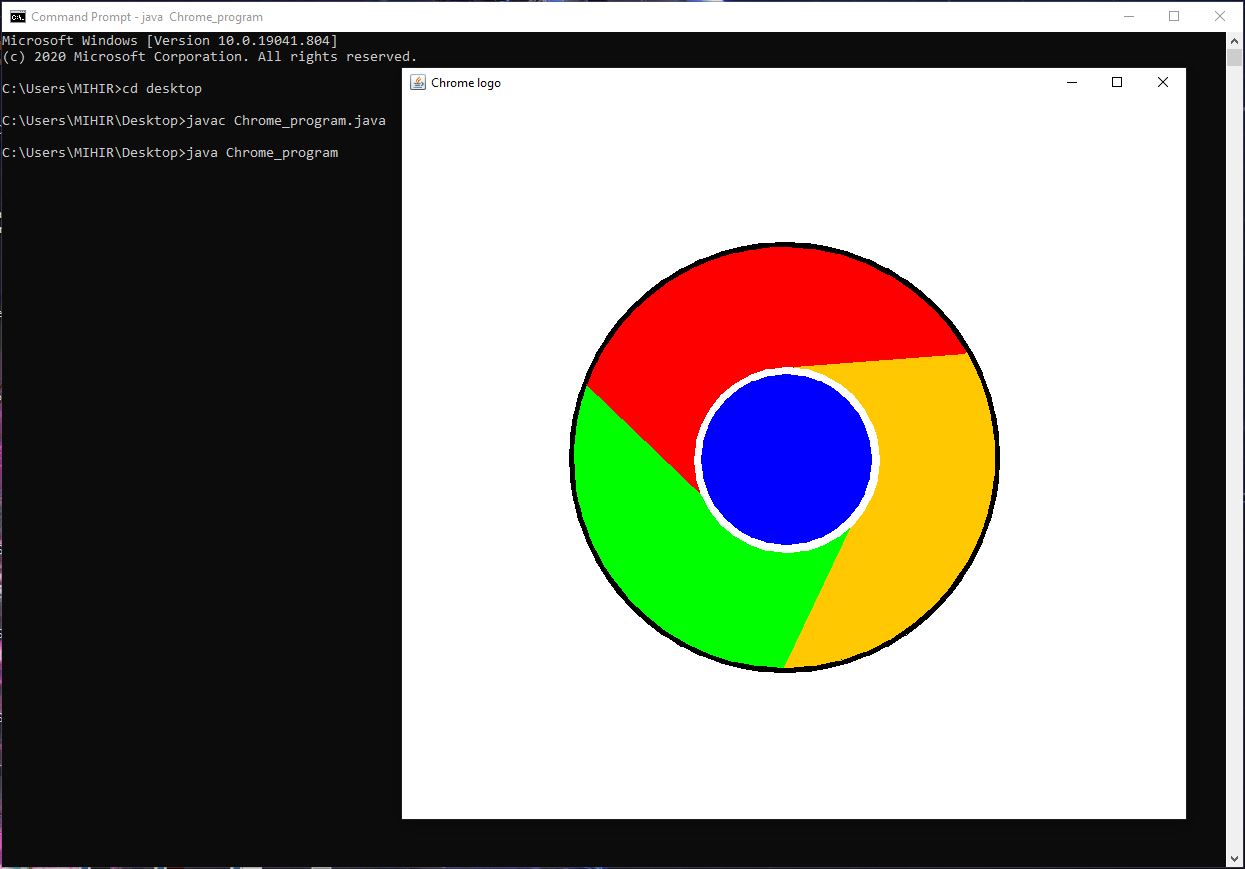 Command Prompt - java  Chrome_program
Microsoft Windows [Version 10.0.19041.804]
(c) 2020 Microsoft Corporation. All rights reserved.
C:\Users\MIHIR>cd desktop
C:\Users\MIHIR\Desktop>javac Chrome_program.java
C:\Users\MIHIR\Desktop>java Chrome_program
Chrome logo